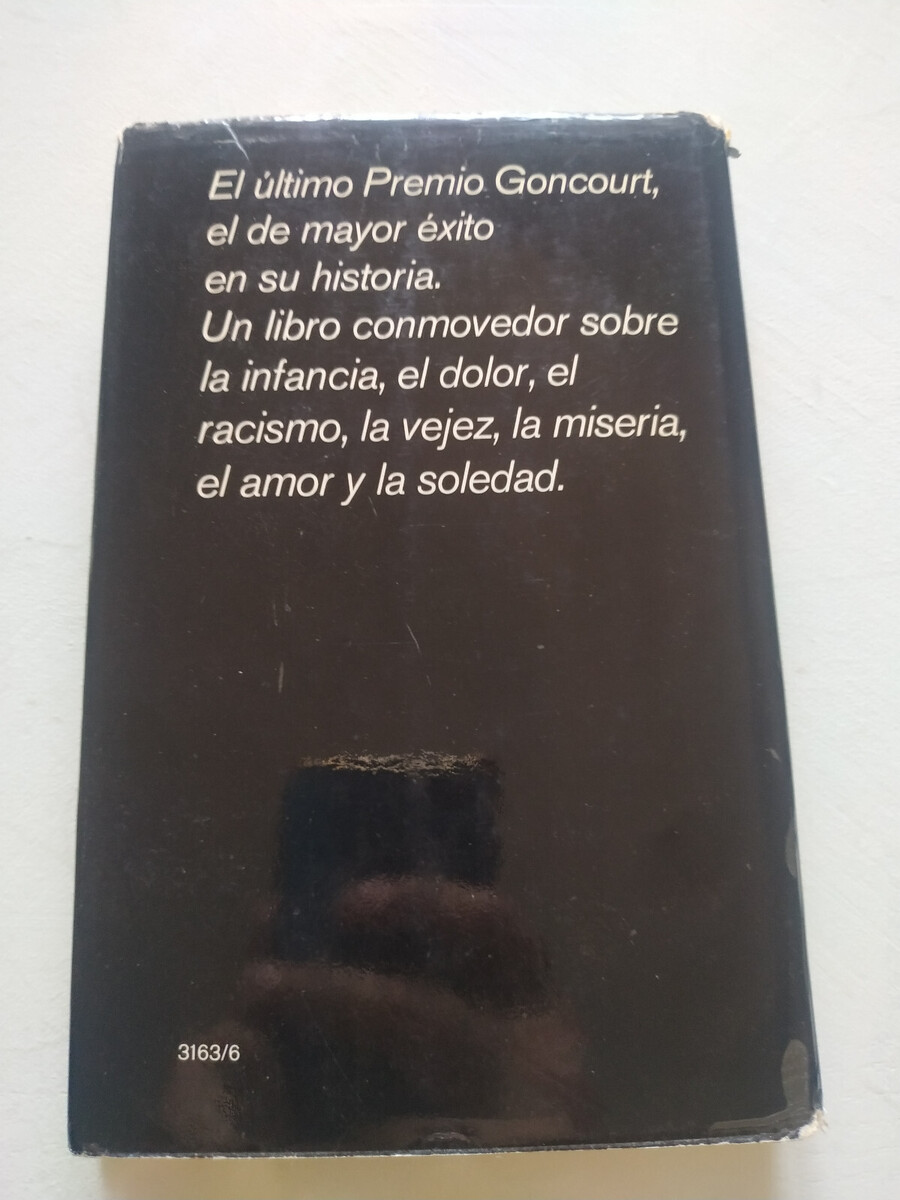 El último Premio Goncourt,
el de mayor éxito
en su historia.
Un libro conmovedor sobre
la infancia, el dolor, el
racismo, la vejez, la miseria,
el amor y la soledad.
3163/6